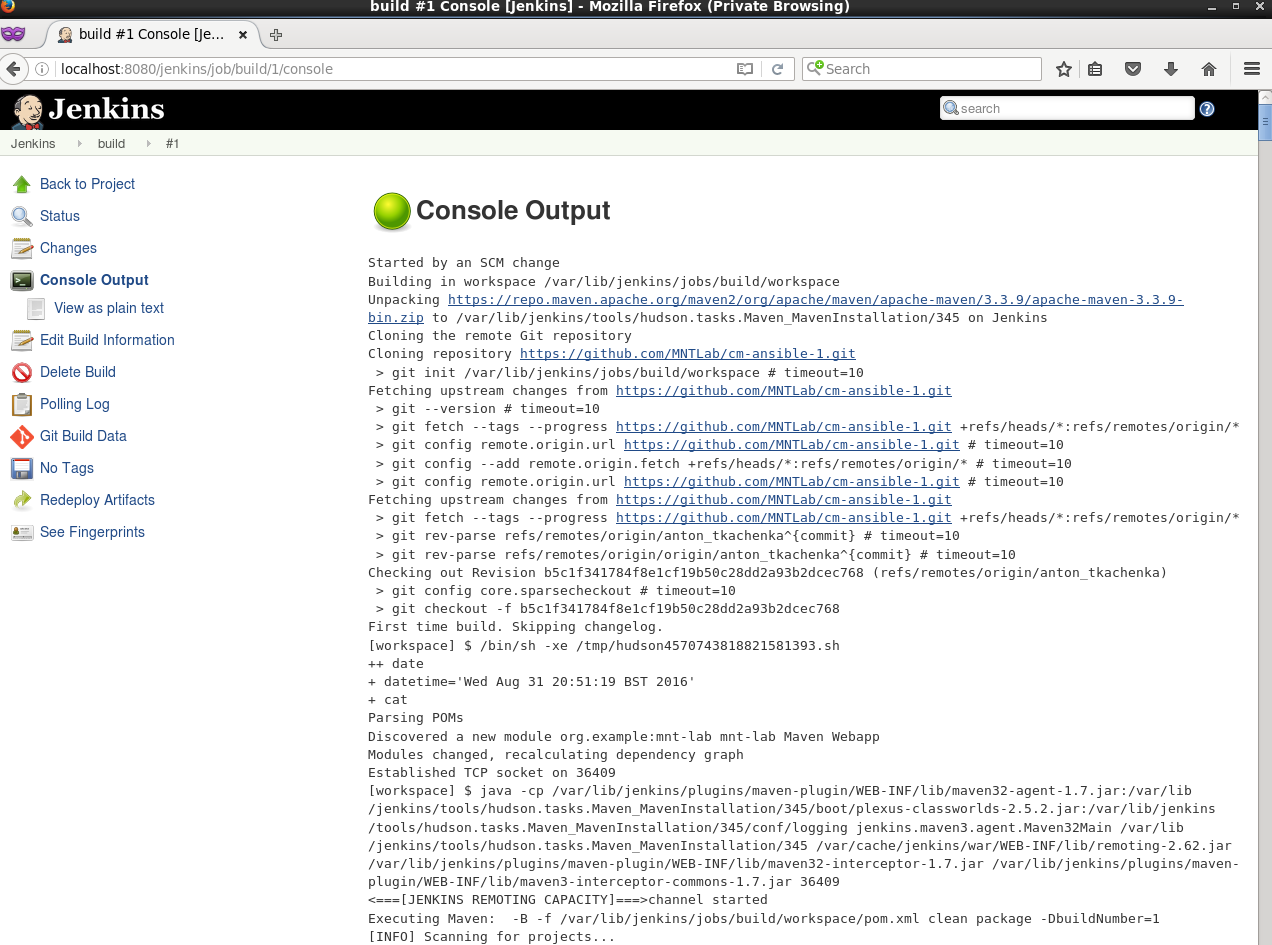 build #1 Console [Jenkins] - Mozilla Firefox (Private Browsing)
build #1 Console [Je...
localhost:8080/jenkins/job/build/1/console
Search
Jenkins
search
Jenkins
build
#1
Back to Project
Status
Changes
Console Output
View as plain text
Edit Build Information
Delete Build
Polling Log
Git Build Data
No Tags
Redeploy Artifacts
See Fingerprints
Console Output
Started by an SCM change
Building in workspace /var/lib/jenkins/jobs/build/workspace
Unpacking https://repo.maven.apache.org/maven2/org/apache/maven/apache-maven/3.3.9/apache-maven-3.3.9-
bin.zip to /var/lib/jenkins/tools/hudson.tasks.Maven_MavenInstallation/345 on Jenkins
Cloning the remote Git repository
Cloning repository https://github.com/MNTLab/cm-ansible-1.git
> git init /var/lib/jenkins/jobs/build/workspace # timeout=10
Fetching upstream changes from https://github.com/MNTLab/cm-ansible-1.git
> git --version # timeout=10
> git fetch --tags --progress https://github.com/MNTLab/cm-ansible-1.git +refs/heads/*:refs/remotes/origin/*
> git config remote.origin.url https://github.com/MNTLab/cm-ansible-1.git # timeout=10
> git config --add remote.origin.fetch +refs/heads/*:refs/remotes/origin/* # timeout=10
> git config remote.origin.url https://github.com/MNTLab/cm-ansible-1.git # timeout=10
Fetching upstream changes from https://github.com/MNTLab/cm-ansible-1.git
> git fetch --tags --progress https://github.com/MNTLab/cm-ansible-1.git +refs/heads/*:refs/remotes/origin/*
> git rev-parse refs/remotes/origin/anton_tkachenka^{commit} # timeout=10
> git rev-parse refs/remotes/origin/origin/anton_tkachenka^{commit} # timeout=10
Checking out Revision b5c1f341784f8e1cf19b50c28dd2a93b2dcec768 (refs/remotes/origin/anton_tkachenka)
> git config core.sparsecheckout # timeout=10
> git checkout -f b5c1f341784f8e1cf19b50c28dd2a93b2dcec768
First time build. Skipping changelog.
[workspace] $ /bin/sh -xe /tmp/hudson4570743818821581393.sh
++ date
+ datetime='Wed Aug 31 20:51:19 BST 2016'
+ cat
Parsing POMs
Discovered a new module org.example:mnt-lab mnt-lab Maven Webapp
Modules changed, recalculating dependency graph
Established TCP socket on 36409
[workspace] $ java -cp /var/lib/jenkins/plugins/maven-plugin/WEB-INF/lib/maven32-agent-1.7.jar:/var/lib
/jenkins/tools/hudson.tasks.Maven_MavenInstallation/345/boot/plexus-classworlds-2.5.2.jar:/var/lib/jenkins
/tools/hudson.tasks.Maven_MavenInstallation/345/conf/logging jenkins.maven3.agent.Maven32Main /var/lib
/jenkins/tools/hudson.tasks.Maven_MavenInstallation/345 /var/cache/jenkins/war/WEB-INF/lib/remoting-2.62.jar
/var/lib/jenkins/plugins/maven-plugin/WEB-INF/lib/maven32-interceptor-1.7.jar /var/lib/jenkins/plugins/maven-
plugin/WEB-INF/lib/maven3-interceptor-commons-1.7.jar 36409
<===[JENKINS REMOTING CAPACITY]===>channel started
Executing Maven:  -B -f /var/lib/jenkins/jobs/build/workspace/pom.xml clean package -DbuildNumber=1
[INFO] Scanning for projects...